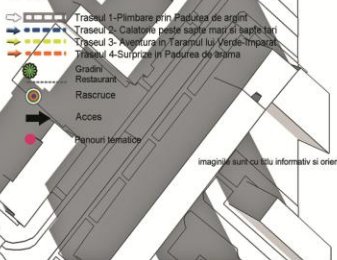 Traseul 1-Plimbare prin Padurea de argint
Traseul 2- Calatorie peste sapte mari si sapte tari
Traseul 3- Aventura in Taramul lui Verde-Imparat
Traseul 4-Surprize in Padurea de arama
Gradini
Restaurant
Rascruce
Acces
Panouri tematice
imaginile sunt cu titlu informativ si orien